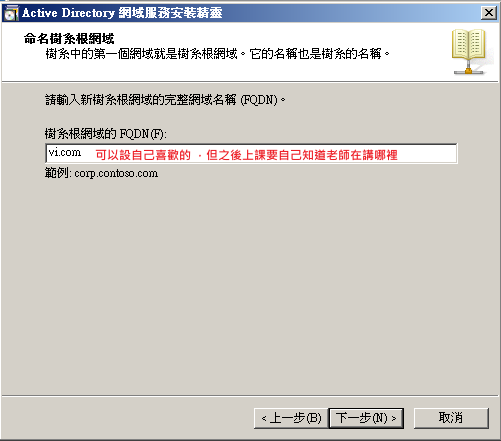 Active Directory 網域服務安裝精靈
命名樹系根網域
樹系中的第一個網域就是樹系根網域。它的名稱也是樹系的名稱。
請輸入新樹系根網域的完整網域名稱 (FQDN)。
樹系根網域的 FQDN(F):
vi.com 可以設自己喜歡的 ，但之後上課要自己知道老師在講哪裡
範例: corp.contoso.com
< 上一步(B) 下一步(N) > 取消